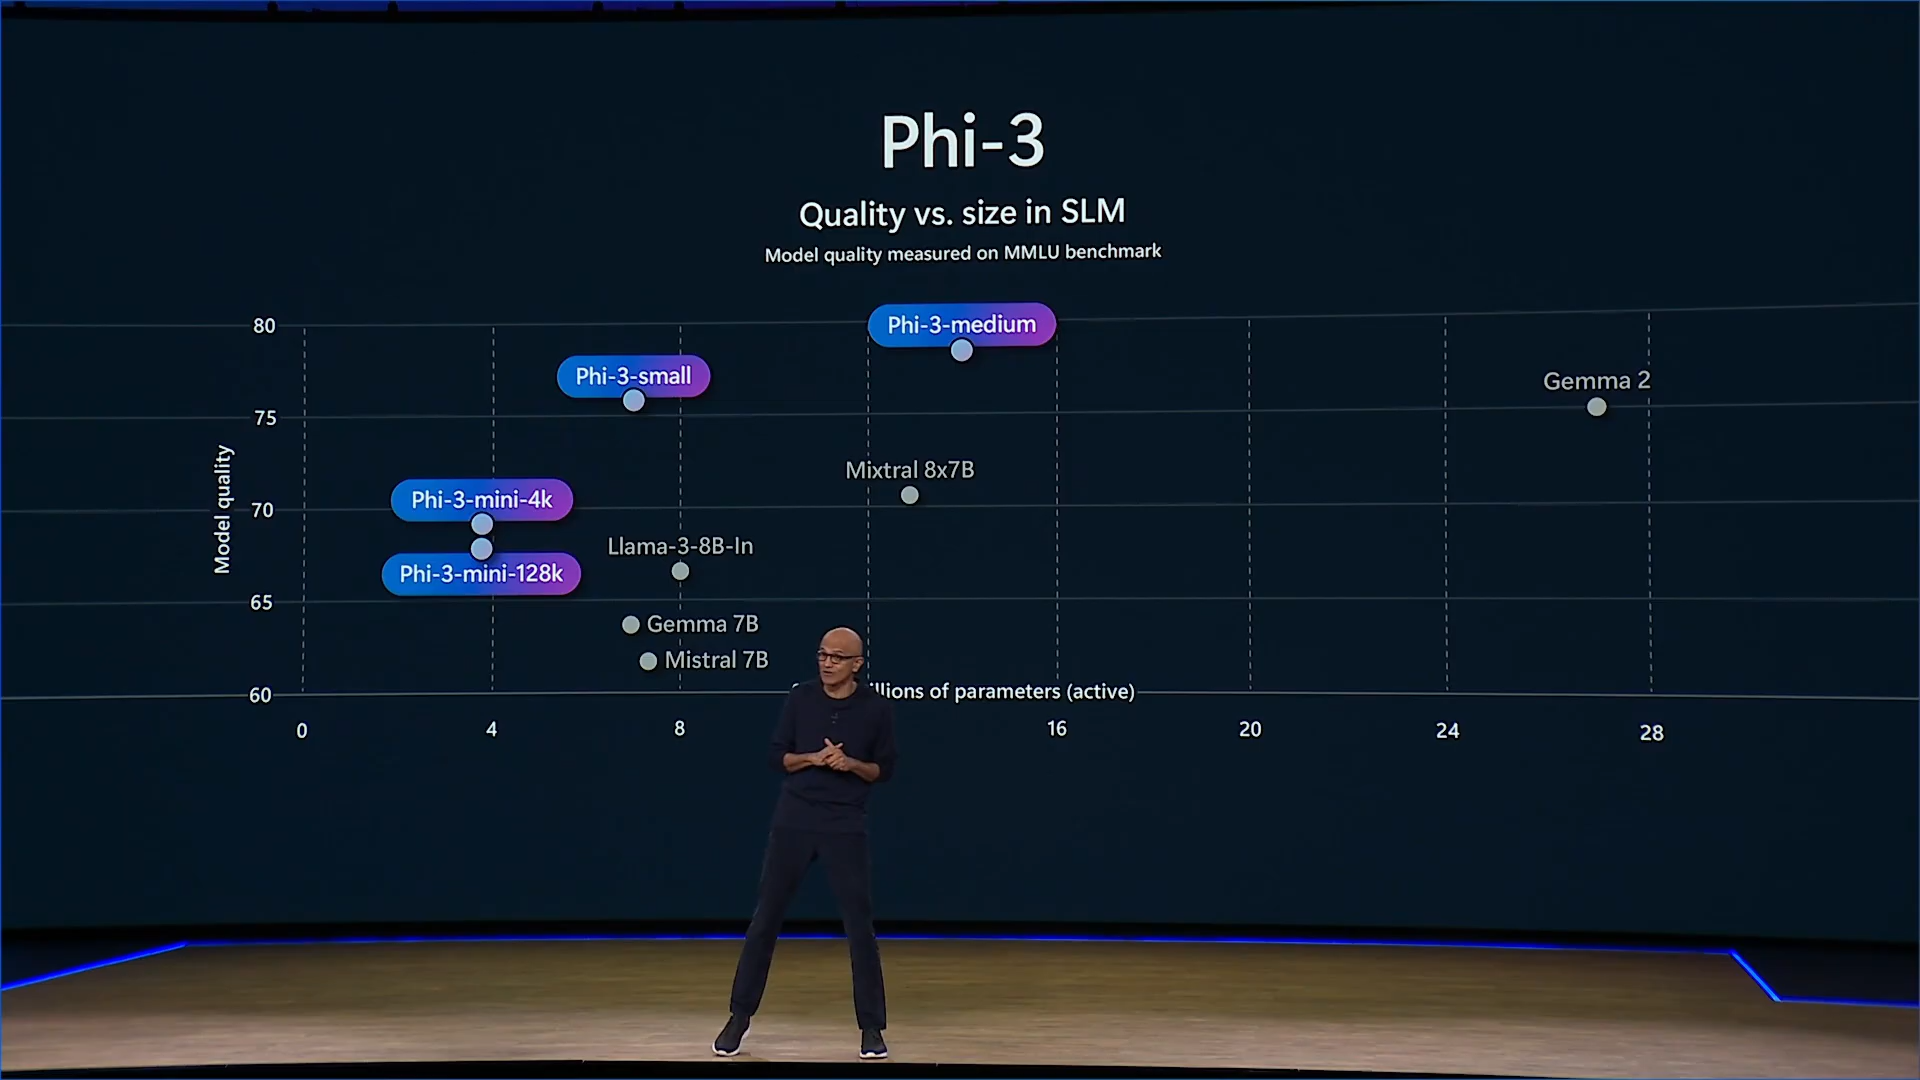 Phi-3
Quality vs. size in SLM
Model quality measured on MMLU benchmark
80
Phi-3-medium
Phi-3-small
Gemma 2
75
Model quality
Mixtral 8x7B
Phi-3-mini-4k
70
Llama-3-8B-In
Phi-3-mini-128k
65
Gemma 7B
Mistral 7B
60
of parameters (active)
0
4
8
16
20
24
28